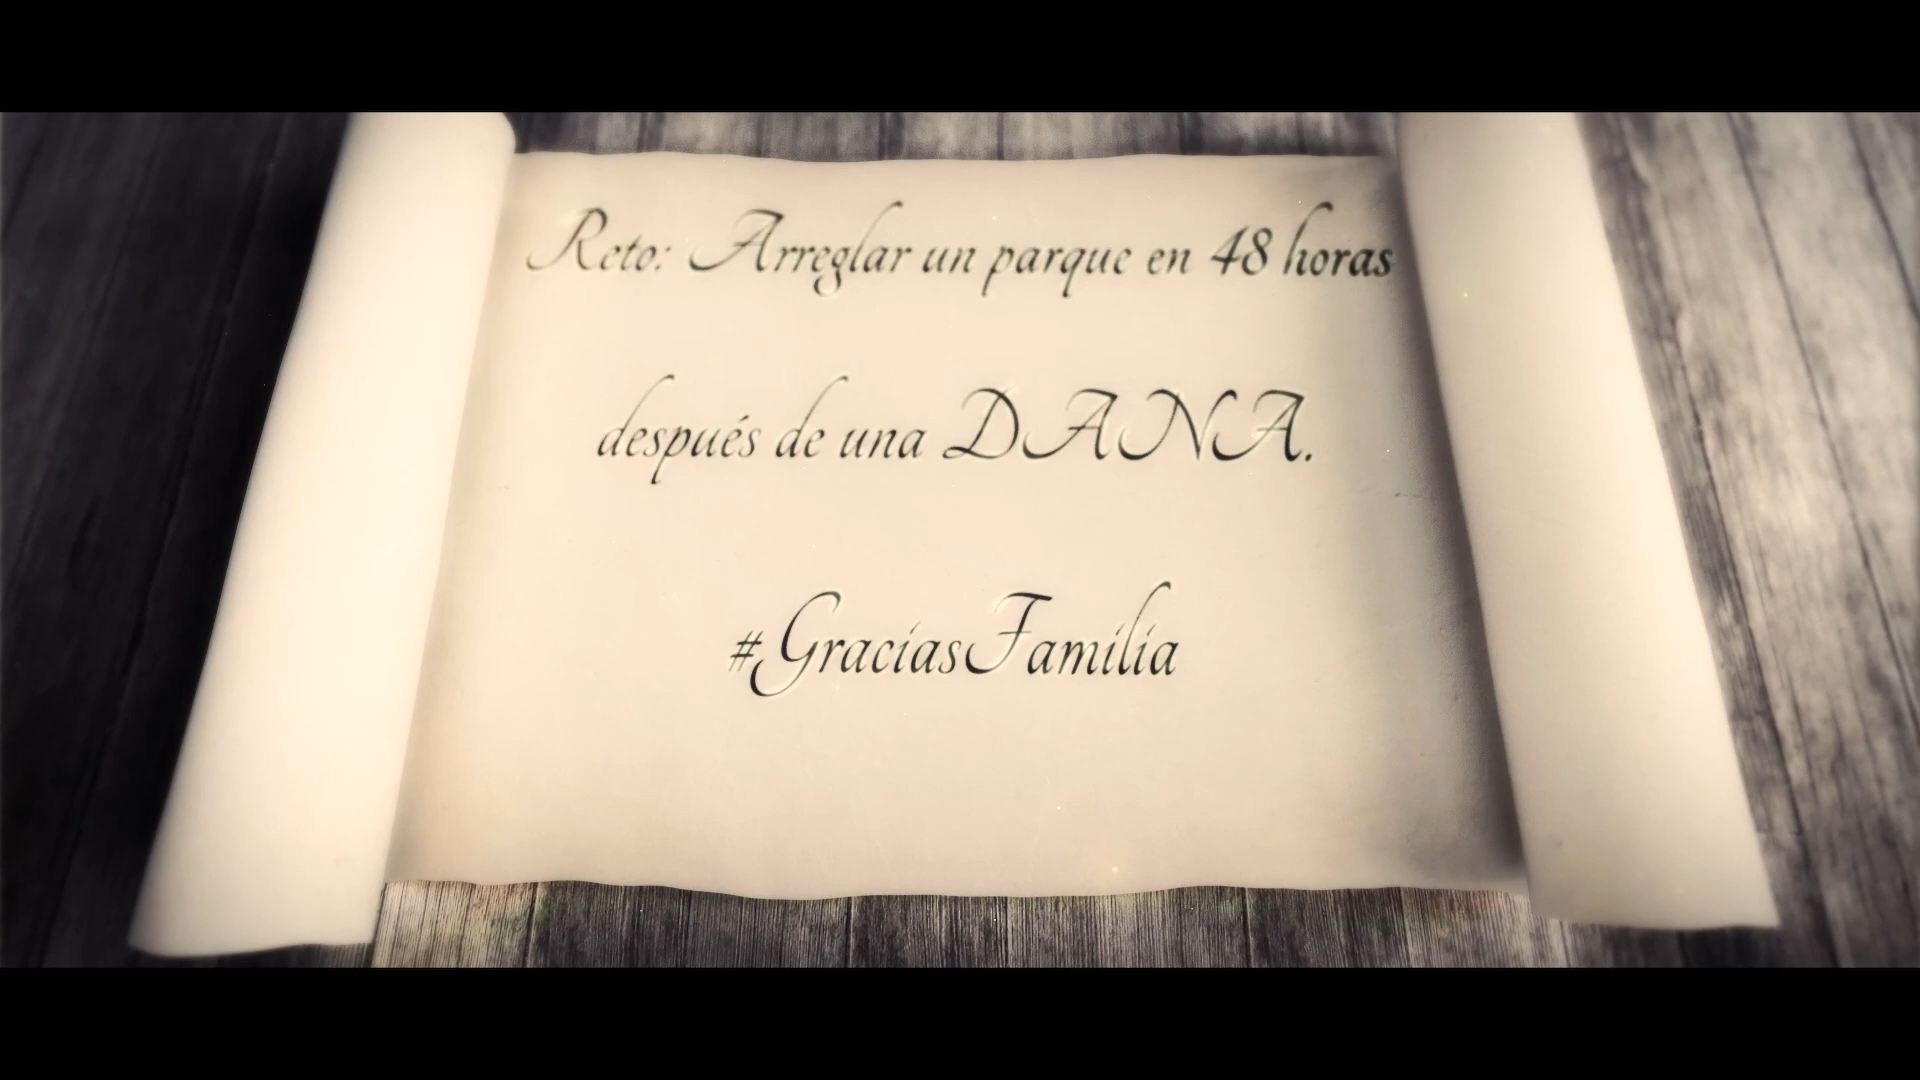 Reto: Arreglar un parque en 48 horas
después de una DANA.
#GraciasFamilia